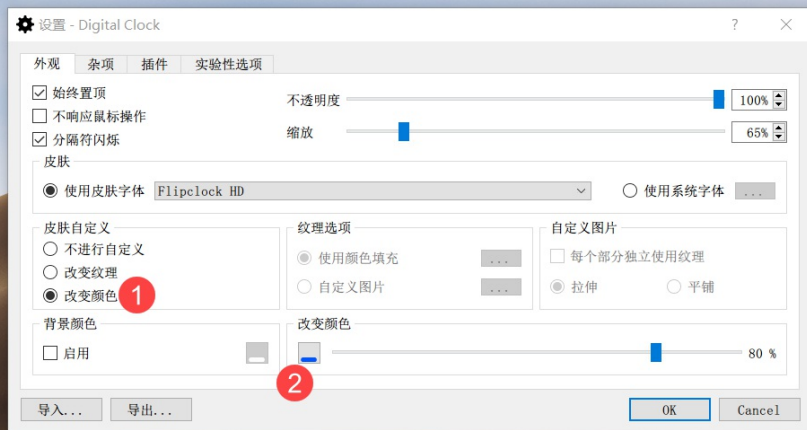 设置 - Digital Clock
外观 杂项 插件 实验性选项
始终置顶
不响应鼠标操作
分隔符闪烁
不透明度 100%
缩放 65%
皮肤
使用皮肤字体 Flipclock HD 使用系统字体 ...
皮肤自定义
不进行自定义
改变纹理
改变颜色 1
纹理选项
使用颜色填充 ...
自定义图片 ...
自定义图片
每个部分独立使用纹理
拉伸 平铺
背景颜色
启用
改变颜色
80 %
2
导入... 导出... OK Cancel